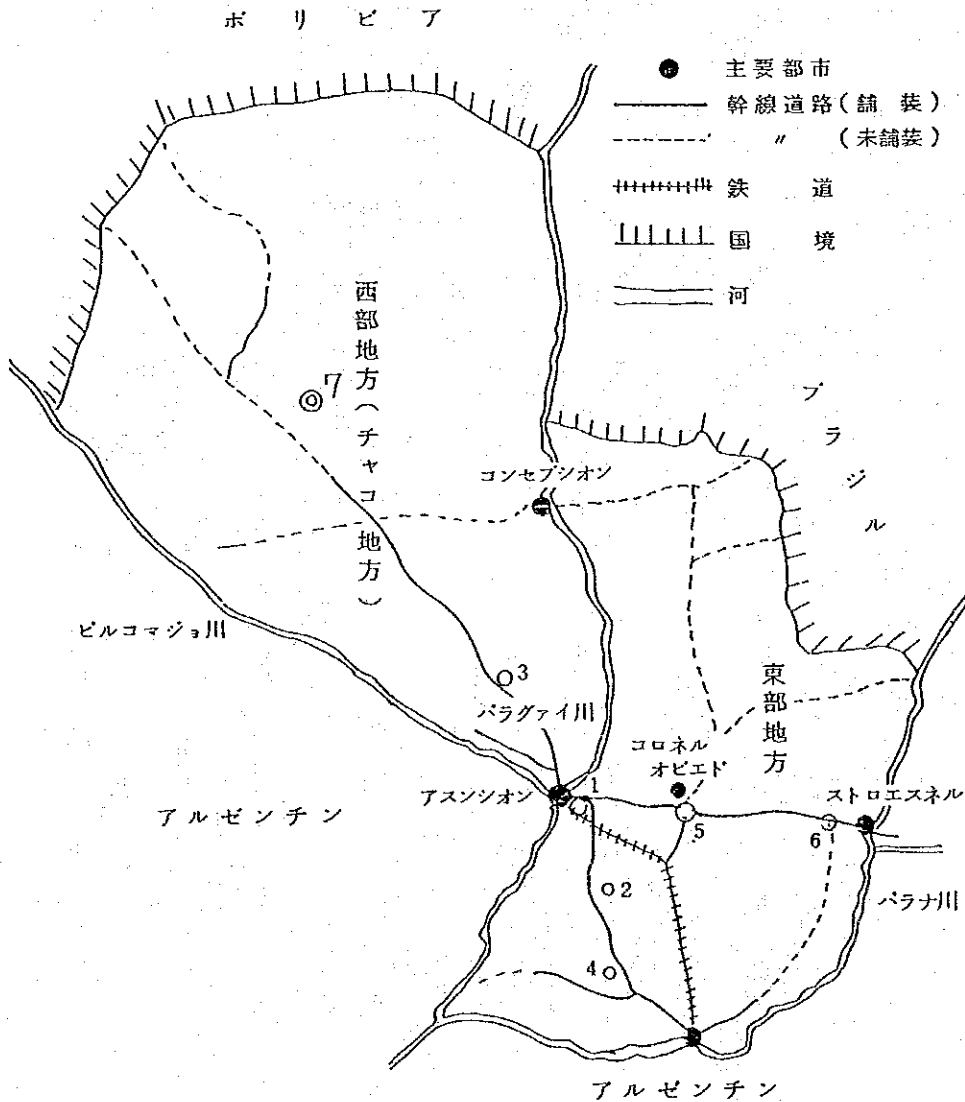 ボリビア
主要都市
幹線道路(舗装)
〃(未舗装)
鉄道
国境
河
西部地方(チャコ地方)
7
ブラジル
コンセプシオン
ピルコマジョ川
3
パラグァイ川
東部地方
コロネル
オビエド
アスンシオン
1
ストロエスネル
アルゼンチン
5
6
2
パラナ川
4
アルゼンチン